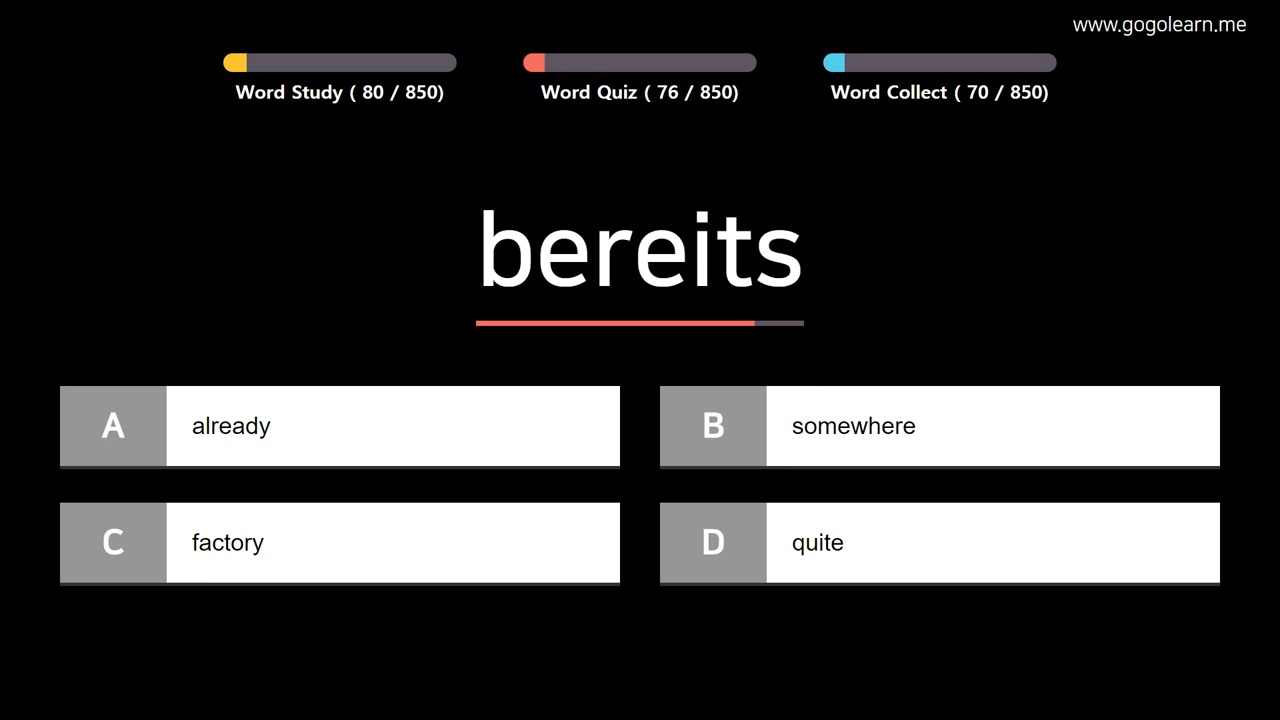 www.gogolearn.me
Word Study ( 80 / 850)
Word Quiz ( 76 / 850)
Word Collect ( 70 / 850)
bereits
A already
B somewhere
C factory
D quite